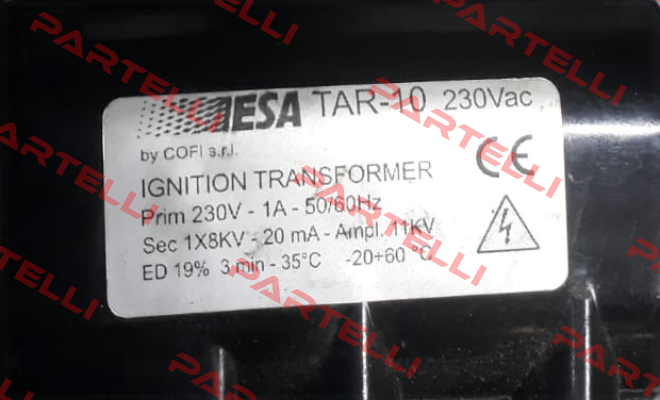 ESA TAR-10 230Vac
by COFI s.r.l.
CE
IGNITION TRANSFORMER
Prim 230V - 1A - 50/60Hz
Sec 1X8KV - 20 mA - Ampl. 11KV
ED 19% 3 min - 35°C -20+60 °C
PARTELLI
PARTELLI
PARTELLI
PARTELLI
PARTELLI
PARTELLI